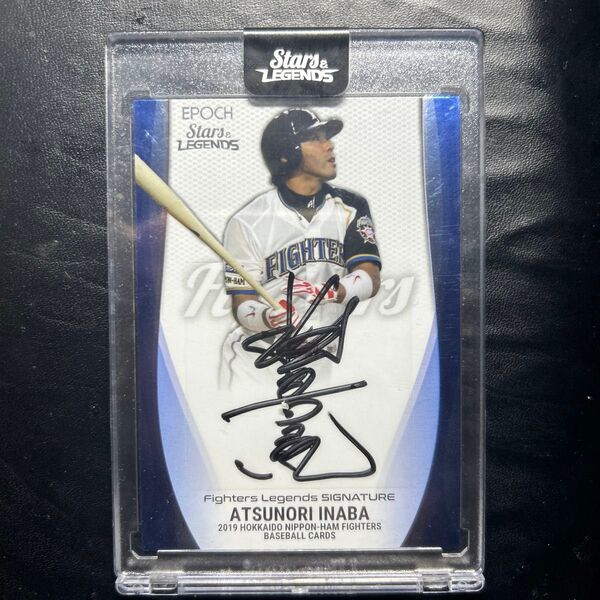 Stars &
LEGENDS
EPOCH
Stars &
LEGENDS
FIGHTERS
Fighters
Fighters Legends SIGNATURE
ATSUNORI INABA
2019 HOKKAIDO NIPPON-HAM FIGHTERS
BASEBALL CARDS